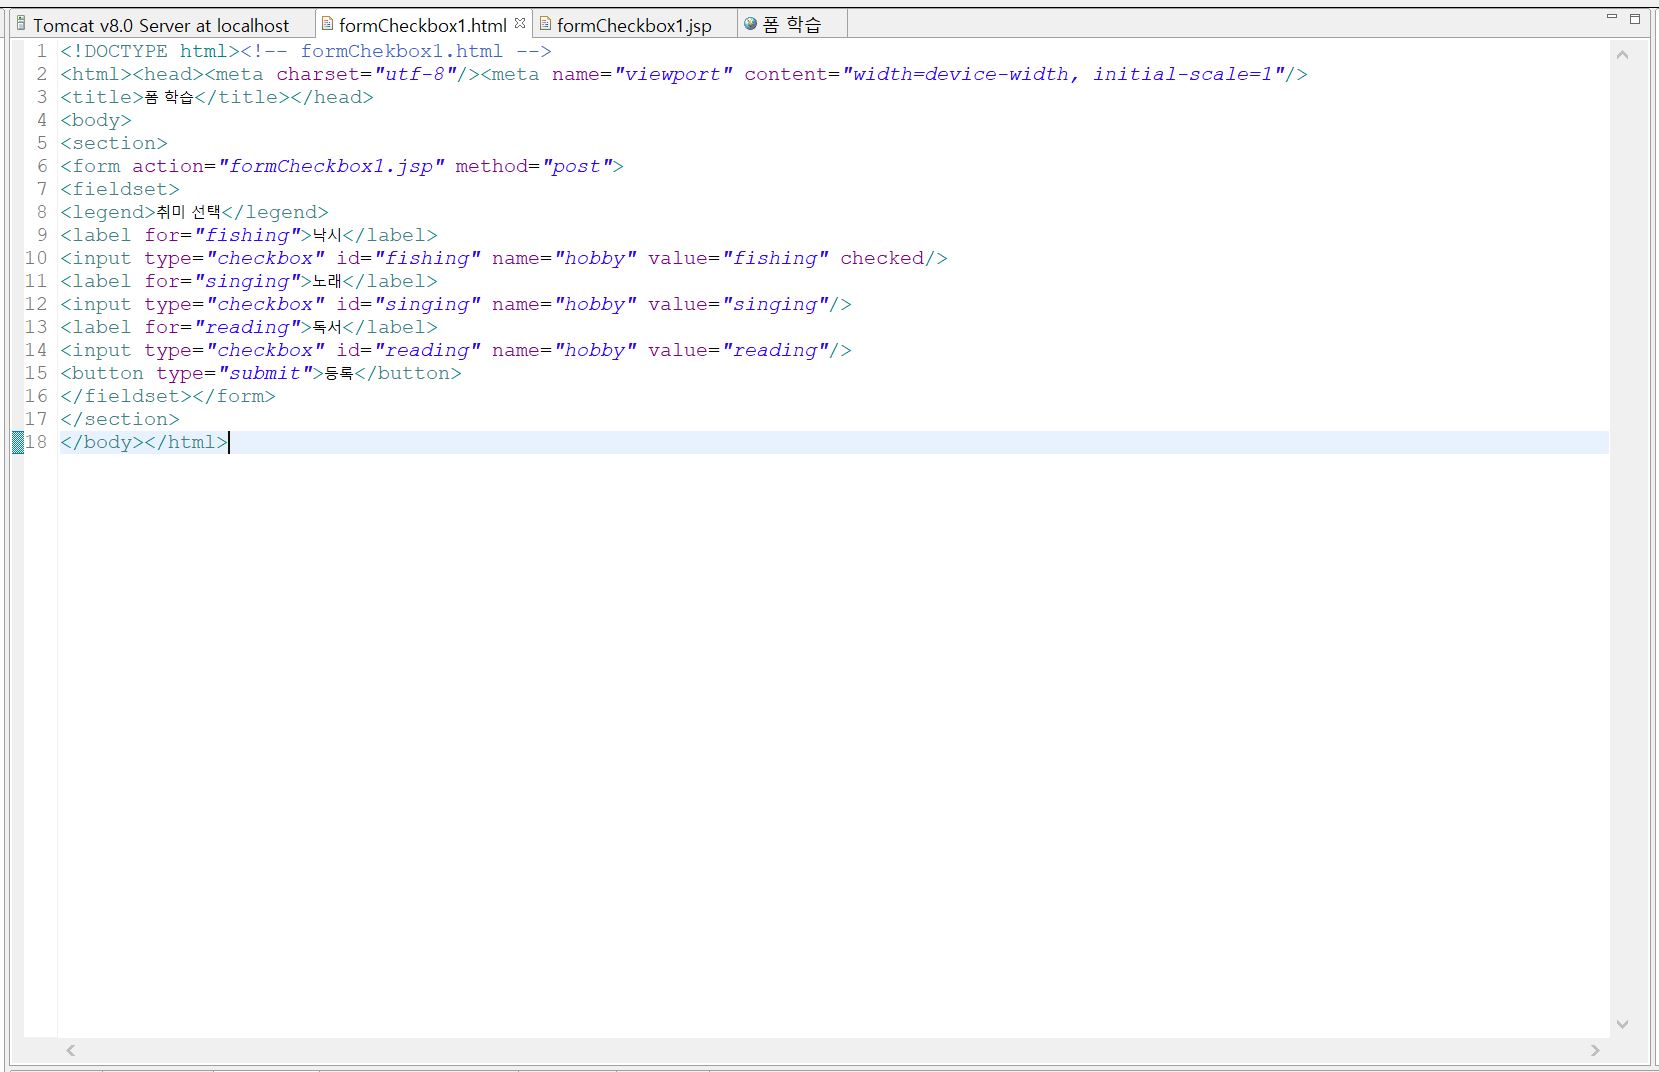 Tomcat v8.0 Server at localhost formCheckbox1.html formCheckbox1.jsp 폼 학습
1 <!DOCTYPE html><!-- formChekbox1.html -->
2 <html><head><meta charset="utf-8"/><meta name="viewport" content="width=device-width, initial-scale=1"/>
3 <title>폼 학습</title></head>
4 <body>
5 <section>
6 <form action="formCheckbox1.jsp" method="post">
7 <fieldset>
8 <legend>취미 선택</legend>
9 <label for="fishing">낙시</label>
10 <input type="checkbox" id="fishing" name="hobby" value="fishing" checked/>
11 <label for="singing">노래</label>
12 <input type="checkbox" id="singing" name="hobby" value="singing"/>
13 <label for="reading">독서</label>
14 <input type="checkbox" id="reading" name="hobby" value="reading"/>
15 <button type="submit">등록</button>
16 </fieldset></form>
17 </section>
18 </body></html>